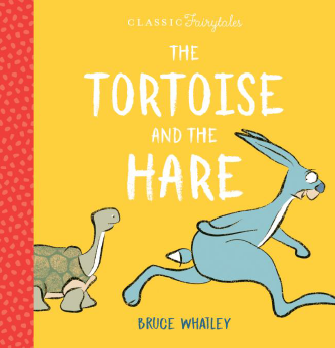 CLASSIC Fairytales
THE
TORTOISE
AND THE
HARE
BRUCE WHATLEY